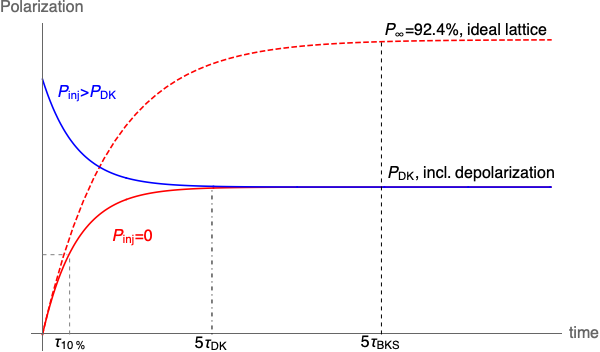 Polarization
P∞=92.4%, ideal lattice
Pinj>PDK
PDK, incl. depolarization
Pinj=0
τ10 %
5τDK
5τBKS
time